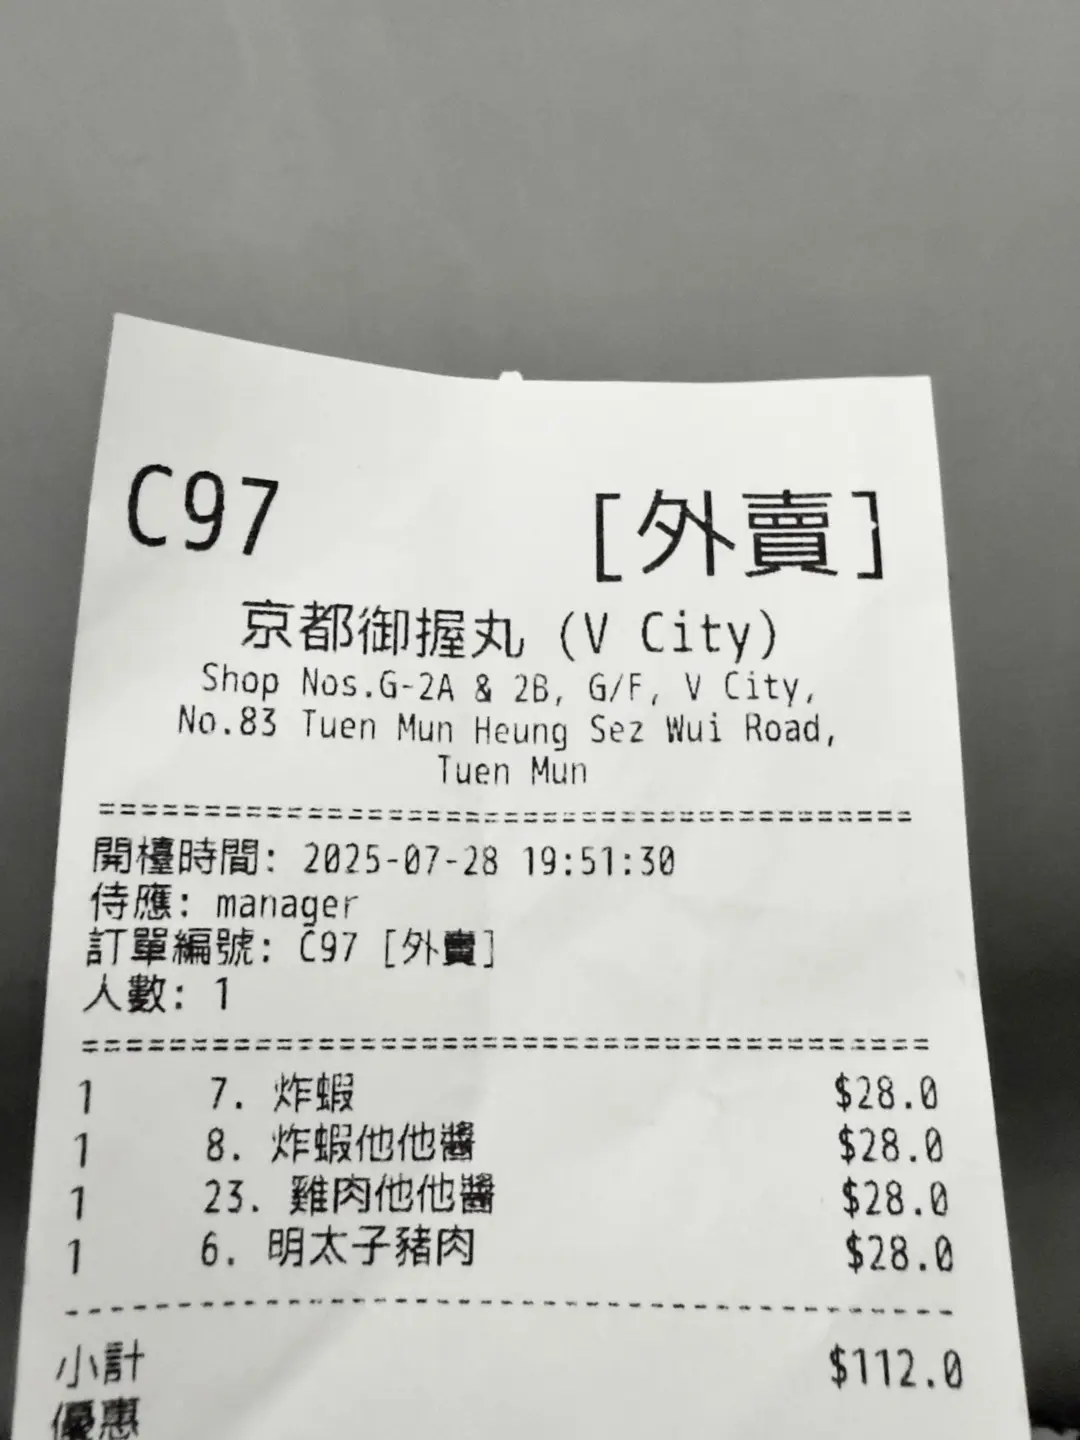 C97 [外賣]
京都御握丸 (V City)
Shop Nos.G-2A & 2B, G/F, V City,
No.83 Tuen Mun Heung Sez Wui Road,
Tuen Mun
======================================
開檯時間: 2025-07-28 19:51:30
侍應: manager
訂單編號: C97 [外賣]
人數: 1
======================================
1 7. 炸蝦 $28.0
1 8. 炸蝦他他醬 $28.0
1 23. 雞肉他他醬 $28.0
1 6. 明太子豬肉 $28.0
--------------------------------------
小計 $112.0
優惠